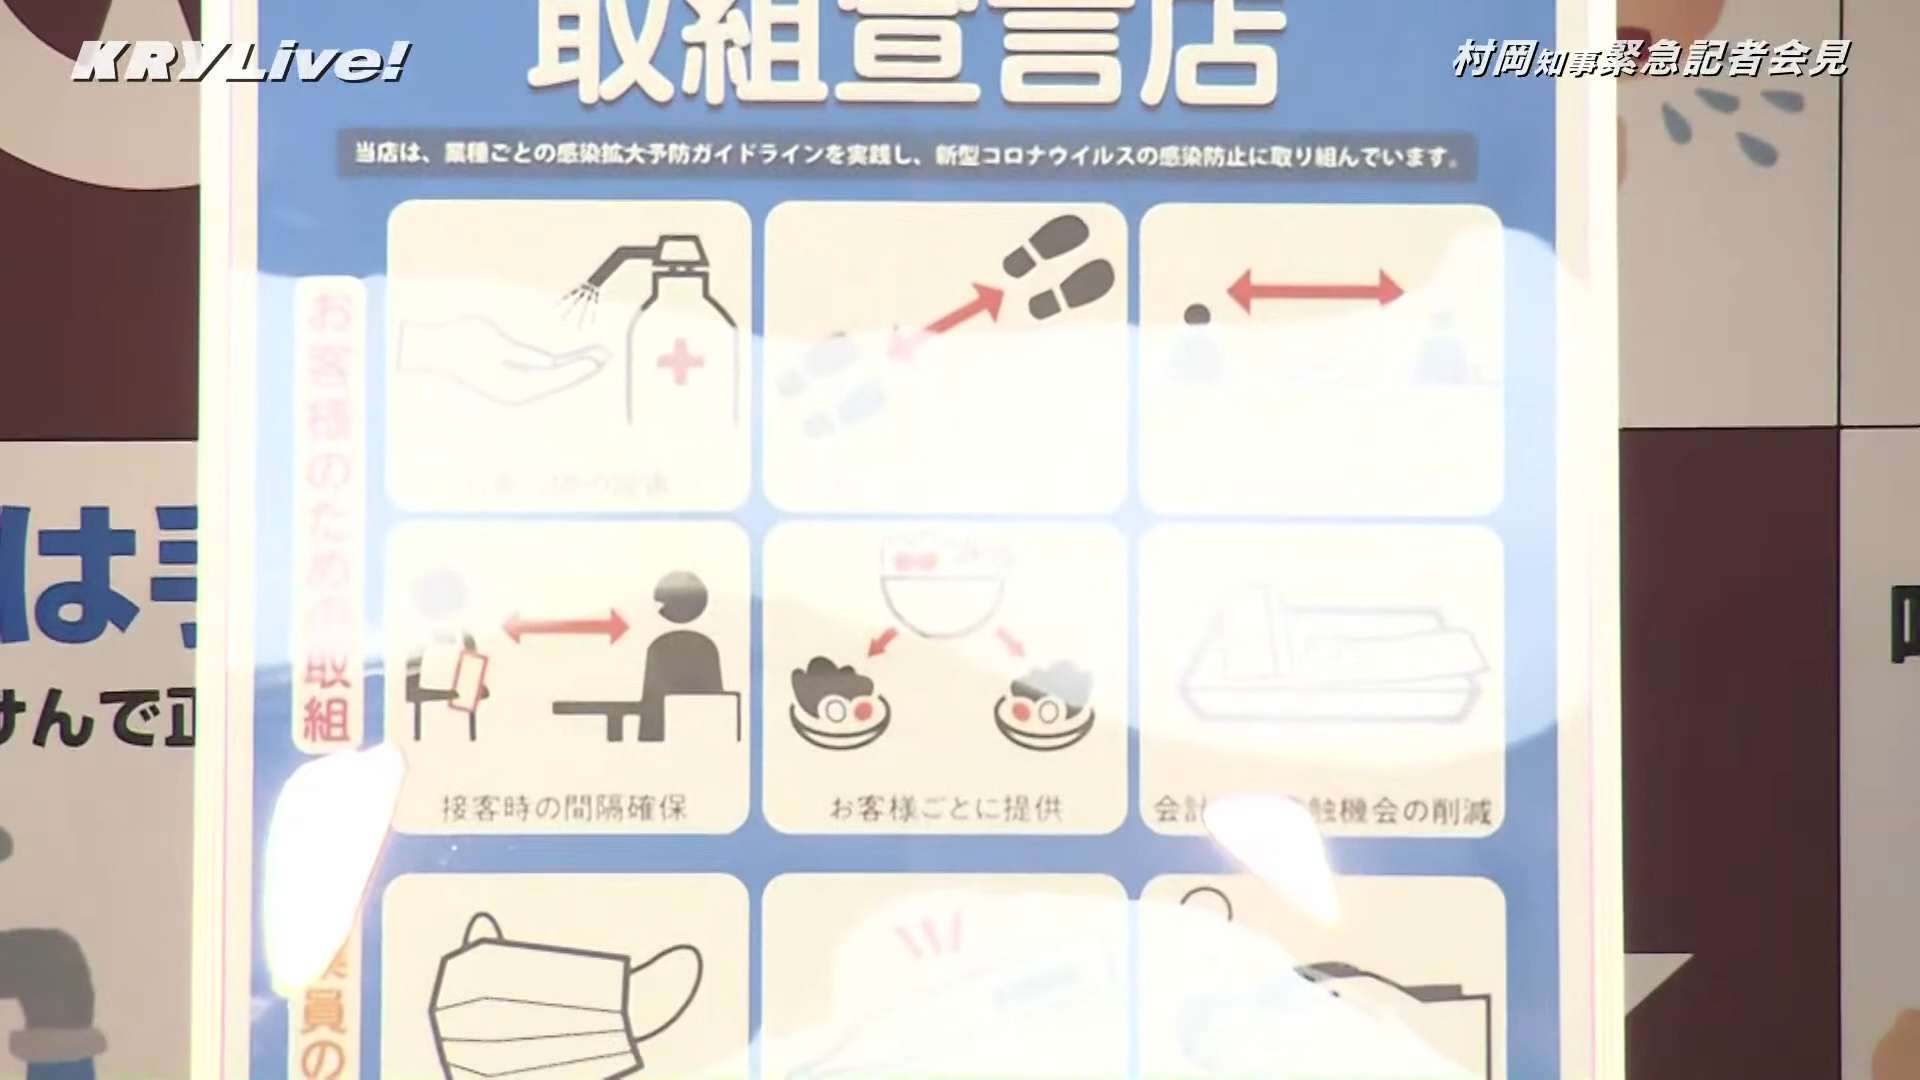 KRY Live!
村岡知事緊急記者会見
取組宣言店
当店は、業種ごとの感染拡大予防ガイドラインを実践し、新型コロナウイルスの感染防止に取り組んでいます。
お客様のための取組
接客時の間隔確保
お客様ごとに提供
会計 触機会の削減
員の
は手
けんで正